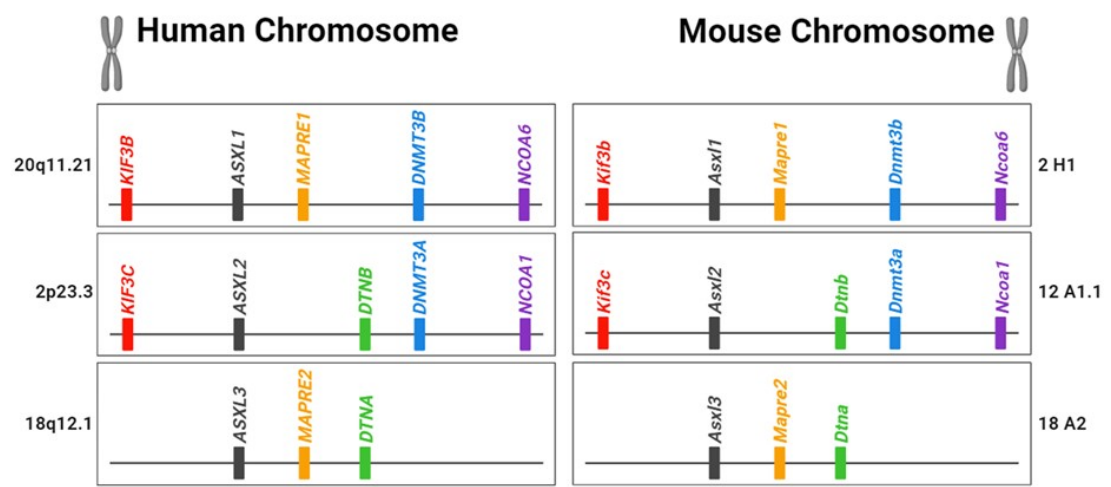 Human Chromosome
Mouse Chromosome
20q11.21
KIF3B
ASXL1
MAPRE1
DNMT3B
NCOA6
Kif3b
Asxl1
Mapre1
Dnmt3b
Ncoa6
2 H1
2p23.3
KIF3C
ASXL2
DTNB
DNMT3A
NCOA1
Kif3c
Asxl2
Dtnb
Dnmt3a
Ncoa1
12 A1.1
18q12.1
ASXL3
MAPRE2
DTNA
Asxl3
Mapre2
Dtna
18 A2